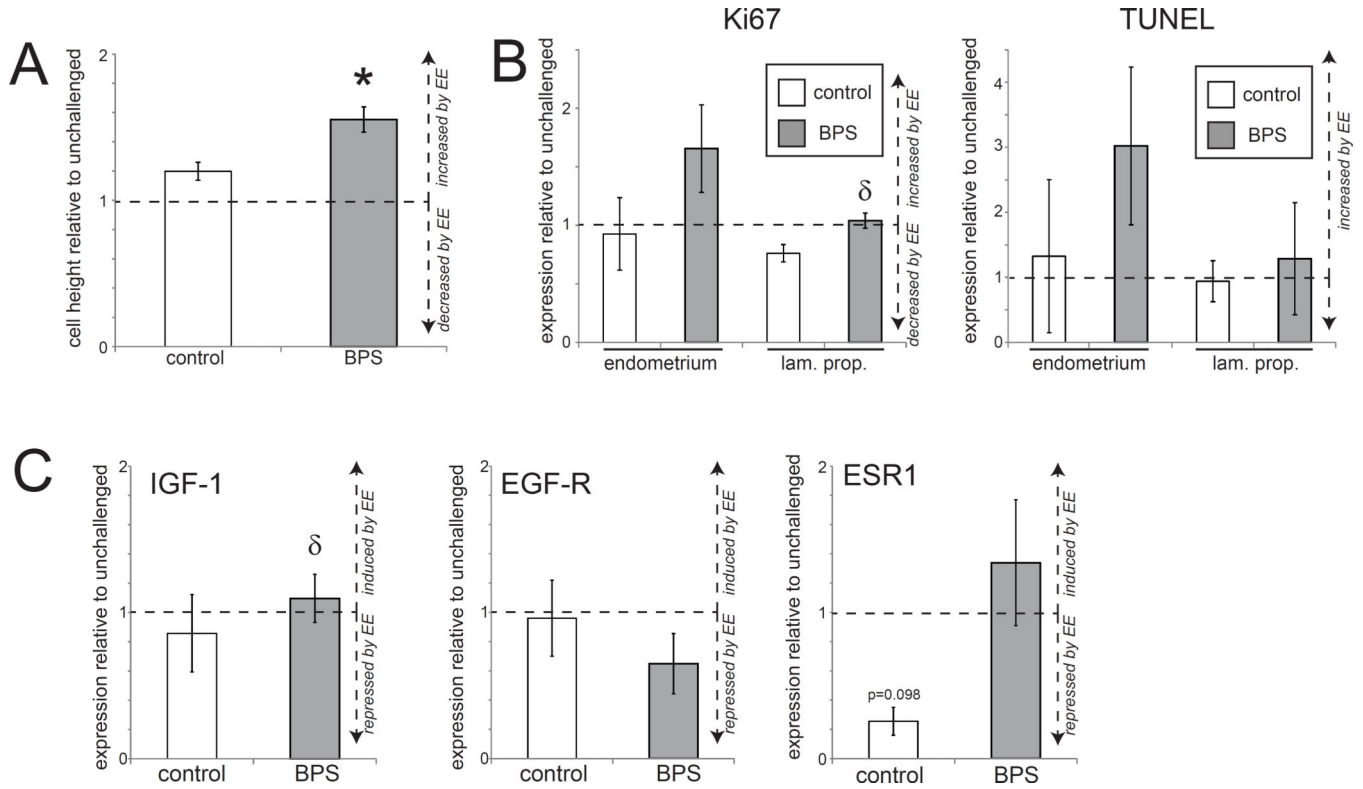 A
cell height relative to unchallenged
2
1
0
*
control
BPS
increased by EE
decreased by EE
B
Ki67
expression relative to unchallenged
2
1
0
control
BPS
δ
endometrium
lam. prop.
increased by EE
decreased by EE
TUNEL
expression relative to unchallenged
4
3
2
1
0
control
BPS
endometrium
lam. prop.
increased by EE
C
IGF-1
expression relative to unchallenged
2
1
0
δ
control
BPS
induced by EE
repressed by EE
EGF-R
expression relative to unchallenged
2
1
0
control
BPS
induced by EE
repressed by EE
ESR1
expression relative to unchallenged
2
1
0
p=0.098
control
BPS
induced by EE
repressed by EE